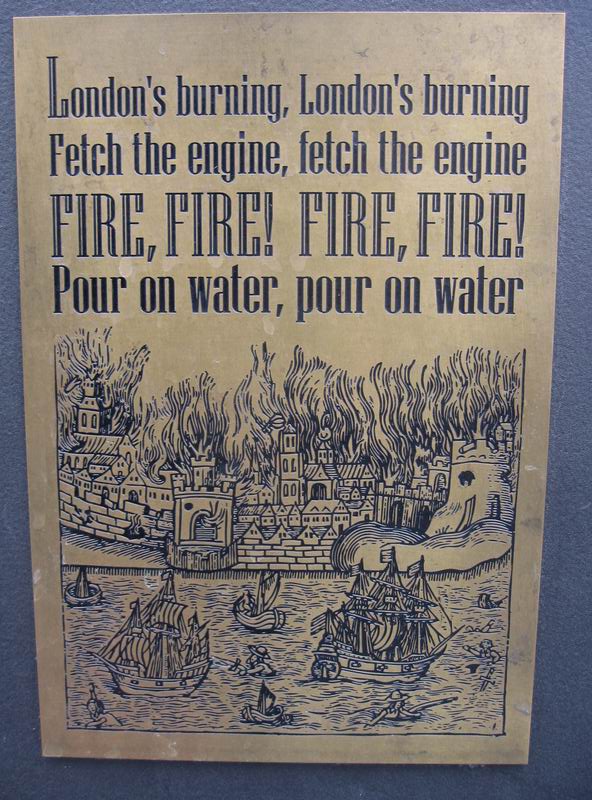 London's burning, London's burning
Fetch the engine, fetch the engine
FIRE, FIRE! FIRE, FIRE!
Pour on water, pour on water